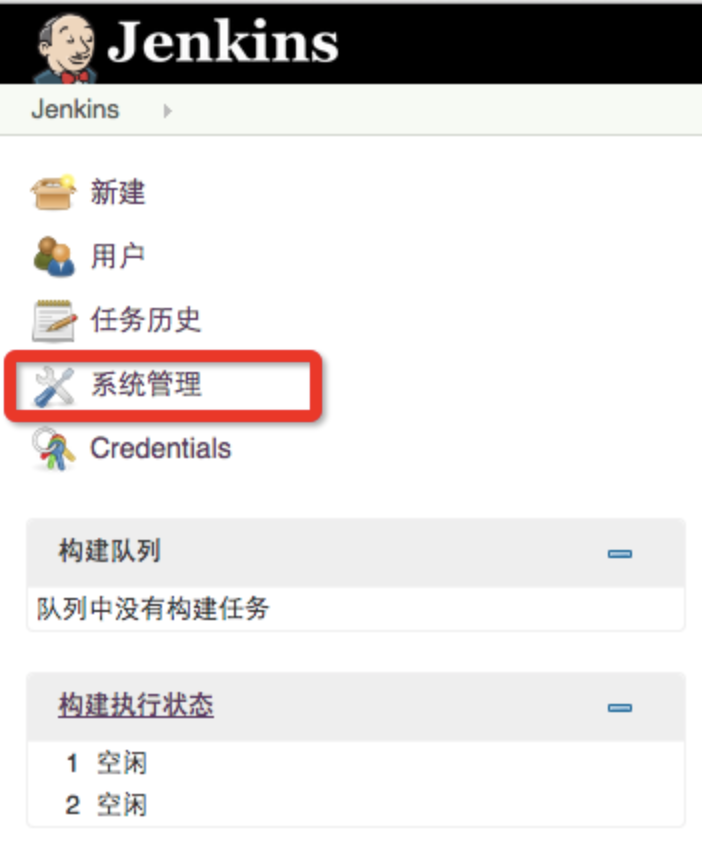 Jenkins
Jenkins
新建
用户
任务历史
系统管理
Credentials
构建队列
队列中没有构建任务
构建执行状态
1 空闲
2 空闲